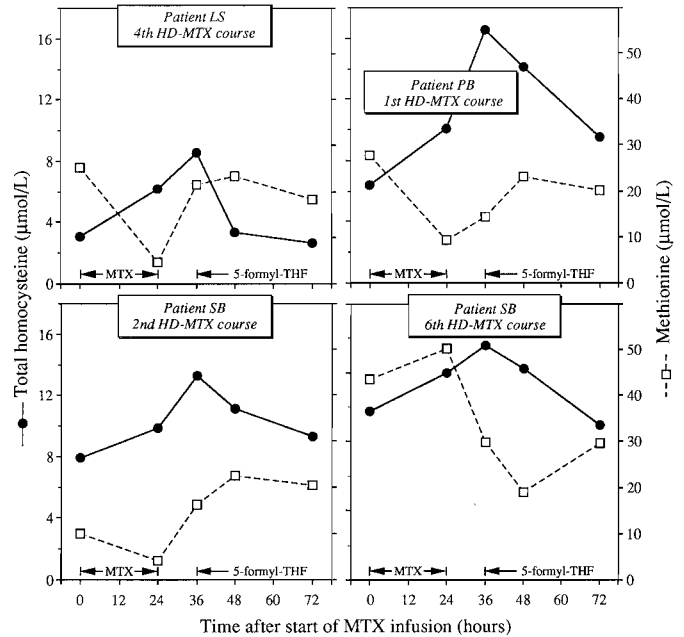 Patient LS
4th HD-MTX course
Patient PB
1st HD-MTX course
18
12
8
4
0
50
40
30
20
10
0
MTX
5-formyl-THF
MTX
5-formyl-THF
Patient SB
2nd HD-MTX course
Patient SB
6th HD-MTX course
16
12
8
4
0
50
40
30
20
10
0
MTX
5-formyl-THF
MTX
5-formyl-THF
0 12 24 36 48 60 72
0 12 24 36 48 60 72
Total homocysteine (μmol/L)
Methionine (μmol/L)
Time after start of MTX infusion (hours)